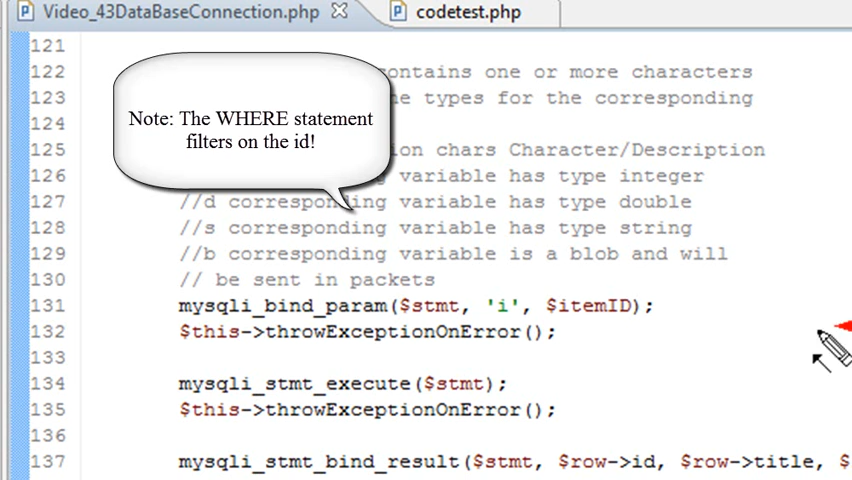 Video_43DataBaseConnection.php codetest.php
121
122 contains one or more characters
123 types for the corresponding
124
125 chars Character/Description
126 variable has type integer
127 //d corresponding variable has type double
128 //s corresponding variable has type string
129 //b corresponding variable is a blob and will
130 // be sent in packets
131 mysqli_bind_param($stmt, 'i', $itemID);
132 $this->throwExceptionOnError();
133
134 mysqli_stmt_execute($stmt);
135 $this->throwExceptionOnError();
136
137 mysqli_stmt_bind_result($stmt, $row->id, $row->title, $
Note: The WHERE statement
filters on the id!